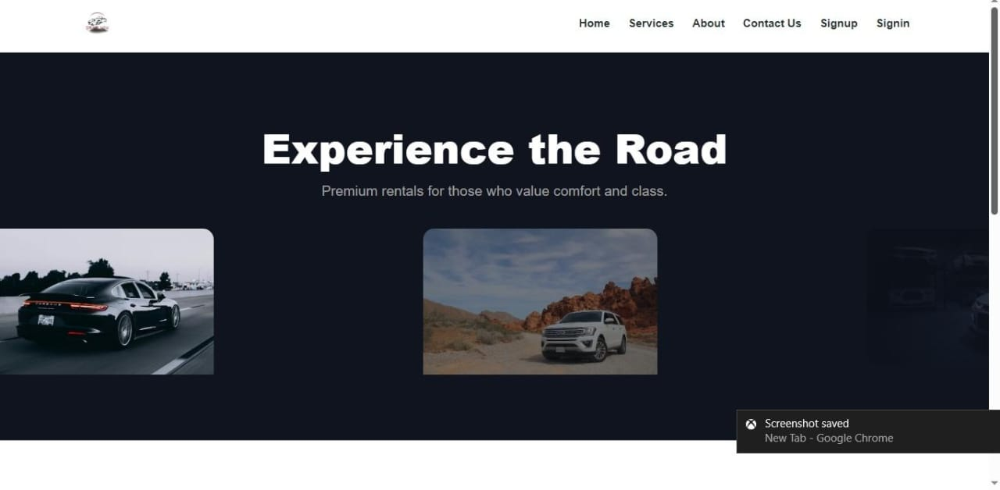 Home Services About Contact Us Signup Signin
Experience the Road
Premium rentals for those who value comfort and class.
Screenshot saved
New Tab - Google Chrome